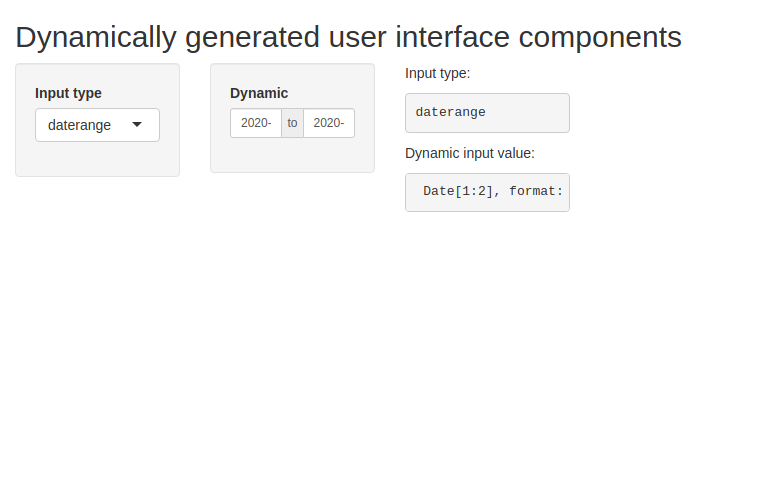 Dynamically generated user interface components
Input type
daterange
Dynamic
2020- to 2020-
Input type:
daterange
Dynamic input value:
Date[1:2], format: